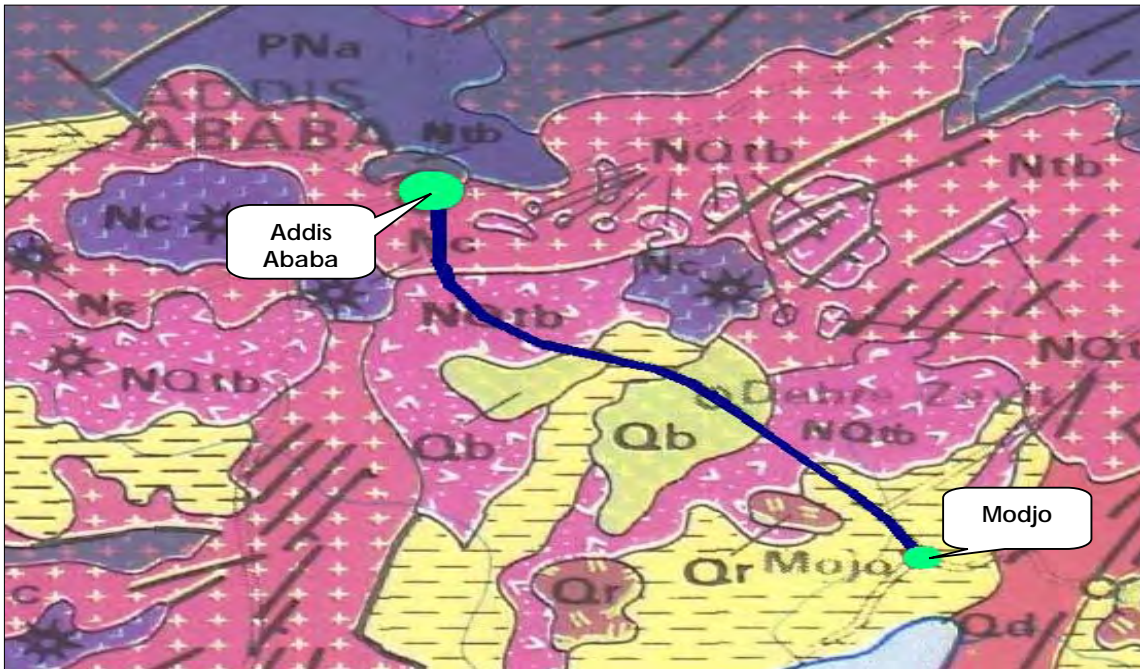 PNa
ADDIS
ABABA
Ntb
NQtb
Ntb
Nc
Addis
Ababa
Nc
Nc
Nc
NQtb
NQt
NQtb
Debre Zeyit
Qb
Qb
NQtb
Modjo
Qr
Qr
Mojo
c
Qd